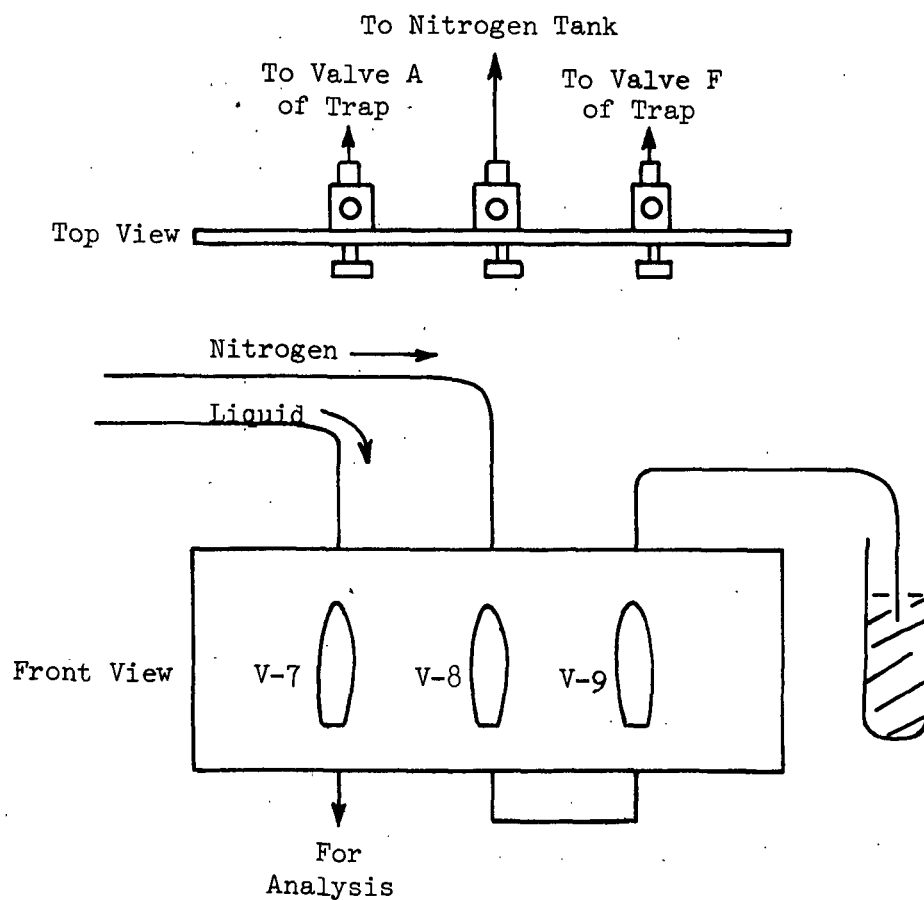 To Nitrogen Tank
To Valve A
of Trap
To Valve F
of Trap
Top View
Nitrogen
Liquid
Front View
V-7
V-8
V-9
For
Analysis